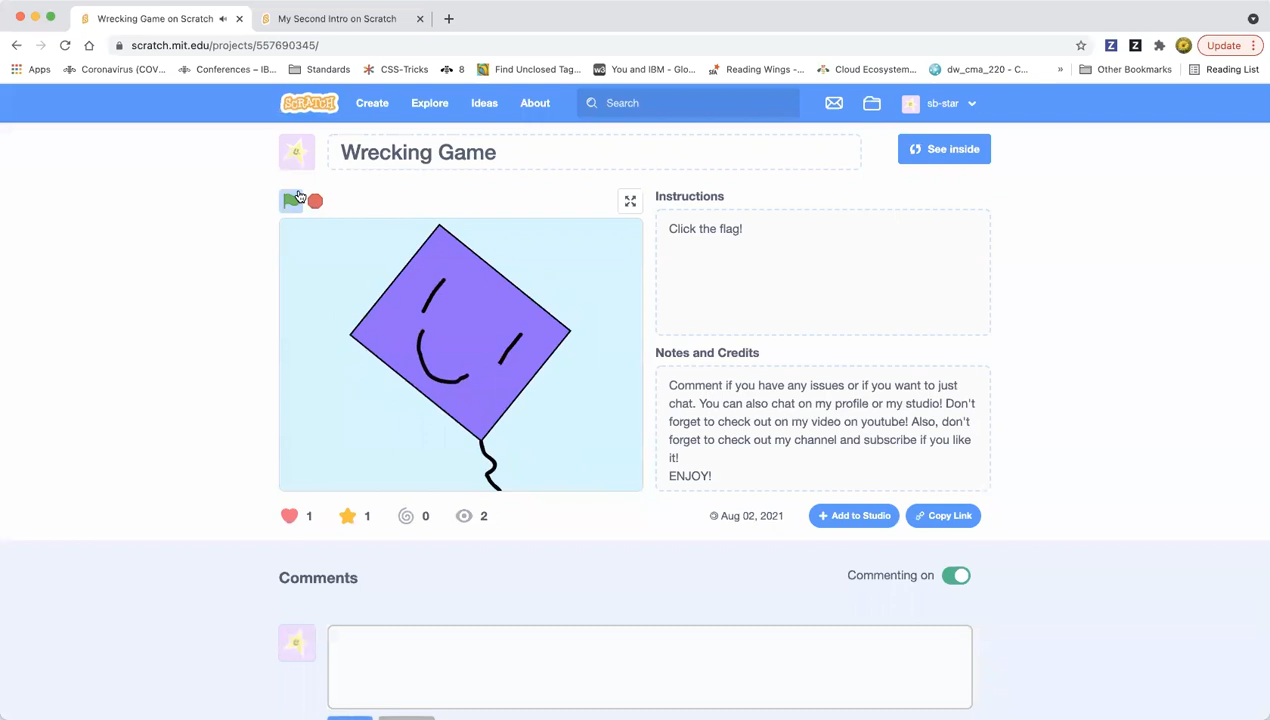 Wrecking Game on Scratch
My Second Intro on Scratch
scratch.mit.edu/projects/557690345/
Update
Apps
Coronavirus (COV...
Conferences – IB...
Standards
CSS-Tricks
8
Find Unclosed Tag...
w3
You and IBM - Glo...
Reading Wings -...
Cloud Ecosystem...
dw_cma_220 - C...
»
Other Bookmarks
Reading List
SCRATCH
Create
Explore
Ideas
About
Search
sb-star
Wrecking Game
See inside
Instructions
Click the flag!
Notes and Credits
Comment if you have any issues or if you want to just
chat. You can also chat on my profile or my studio! Don't
forget to check out on my video on youtube! Also, don't
forget to check out my channel and subscribe if you like
it!
ENJOY!
1
1
0
2
© Aug 02, 2021
Add to Studio
Copy Link
Comments
Commenting on